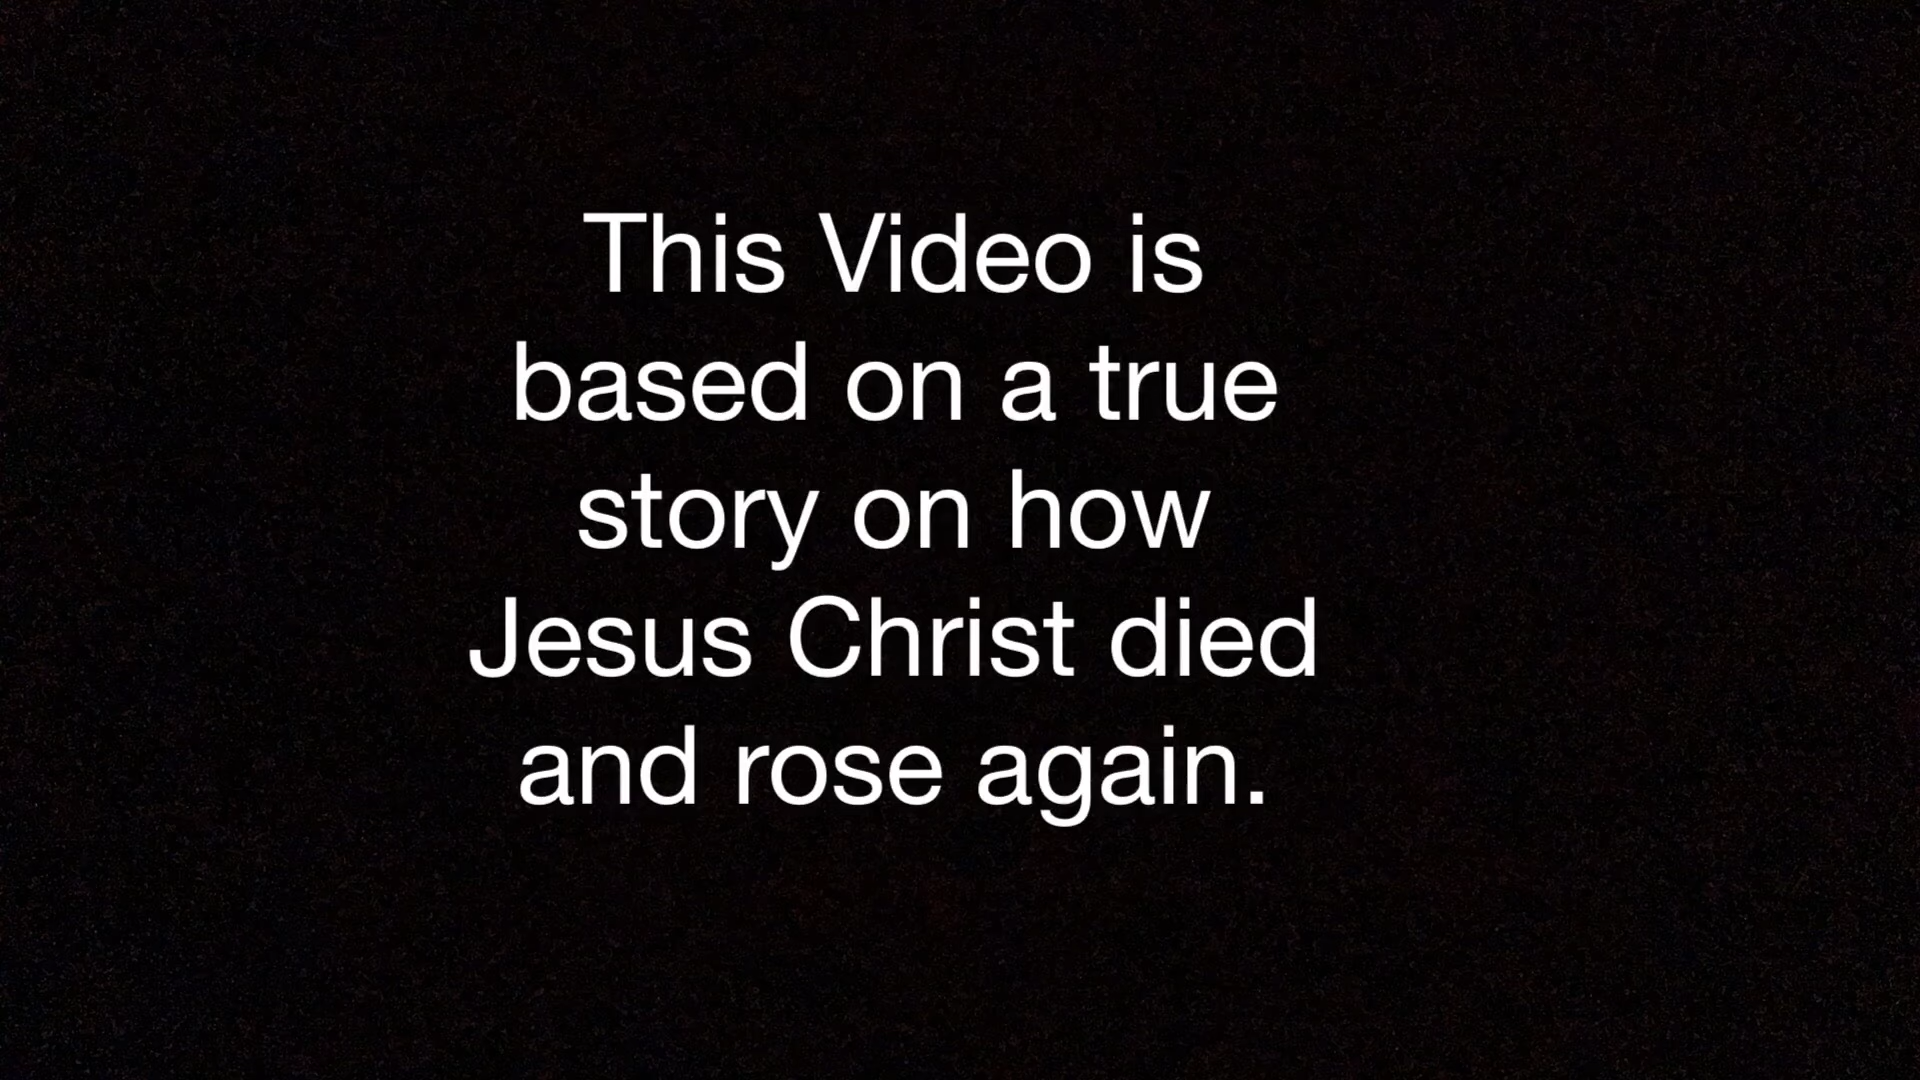 This Video is
based on a true
story on how
Jesus Christ died
and rose again.